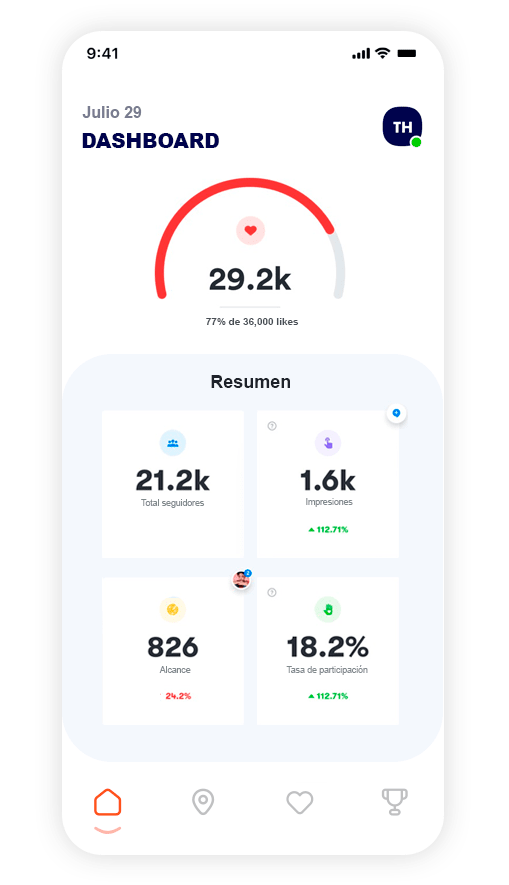 9:41
Julio 29
DASHBOARD
TH
29.2k
77% de 36,000 likes
Resumen
21.2k
Total seguidores
1.6k
Impresiones
112.71%
826
Alcance
24.2%
18.2%
Tasa de participación
112.71%